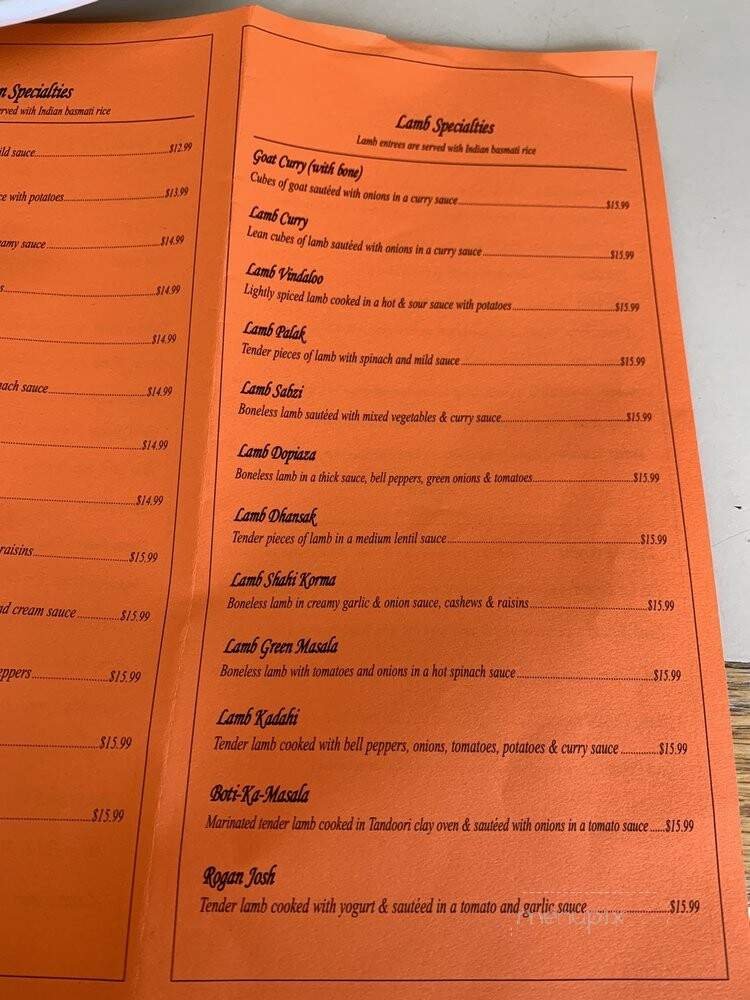 n Specialties
erved with Indian basmati rice
ild sauce $12.99
ce with potatoes $13.99
eamy sauce $14.99
s $14.99
$14.99
nach sauce $14.99
$14.99
$14.99
raisins $15.99
nd cream sauce $15.99
eppers $15.99
$15.99
$15.99
Lamb Specialties
Lamb entrees are served with Indian basmati rice
Goat Curry (with bone)
Cubes of goat sautéed with onions in a curry sauce $15.99
Lamb Curry
Lean cubes of lamb sautéed with onions in a curry sauce $15.99
Lamb Vindaloo
Lightly spiced lamb cooked in a hot & sour sauce with potatoes $15.99
Lamb Palak
Tender pieces of lamb with spinach and mild sauce $15.99
Lamb Sabzi
Boneless lamb sautéed with mixed vegetables & curry sauce $15.99
Lamb Dopiaza
Boneless lamb in a thick sauce, bell peppers, green onions & tomatoes $15.99
Lamb Dhansak
Tender pieces of lamb in a medium lentil sauce $15.99
Lamb Shahi Korma
Boneless lamb in creamy garlic & onion sauce, cashews & raisins $15.99
Lamb Green Masala
Boneless lamb with tomatoes and onions in a hot spinach sauce $15.99
Lamb Kadahi
Tender lamb cooked with bell peppers, onions, tomatoes, potatoes & curry sauce $15.99
Boti-Ka-Masala
Marinated tender lamb cooked in Tandoori clay oven & sautéed with onions in a tomato sauce $15.99
Rogan Josh
Tender lamb cooked with yogurt & sautéed in a tomato and garlic sauce $15.99
menupix